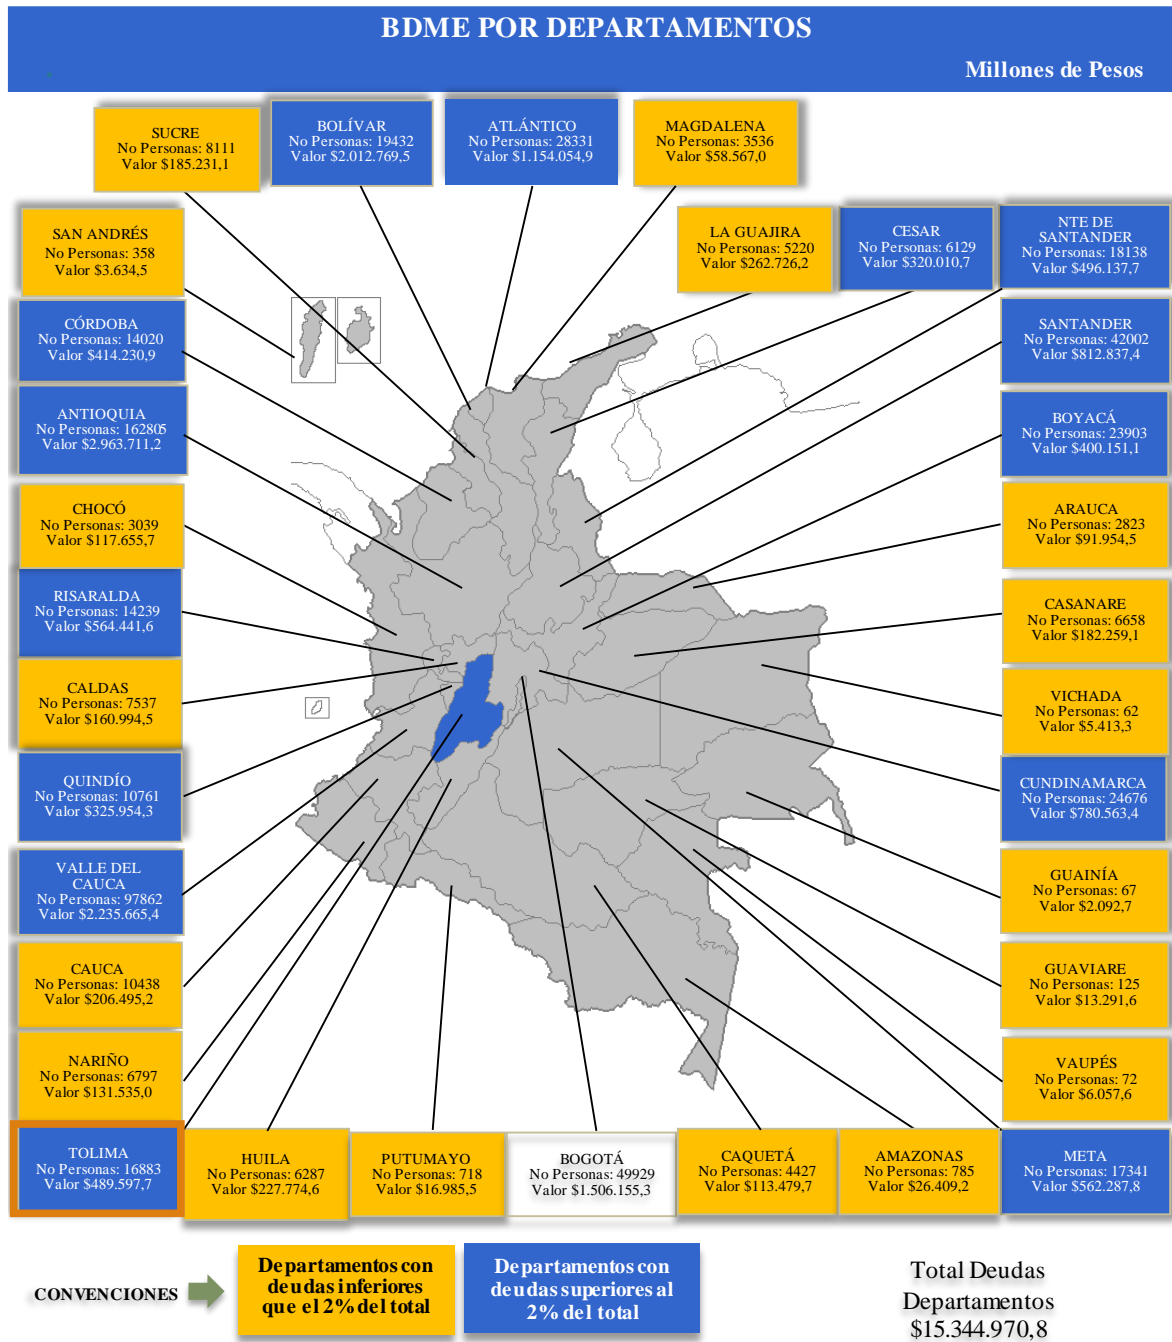 BDME POR DEPARTAMENTOS
Millones de Pesos
SUCRE
No Personas: 8111
Valor $185.231,1
BOLÍVAR
No Personas: 19432
Valor $2.012.769,5
ATLÁNTICO
No Personas: 28331
Valor $1.154.054,9
MAGDALENA
No Personas: 3536
Valor $58.567,0
SAN ANDRÉS
No Personas: 358
Valor $3.634,5
LA GUAJIRA
No Personas: 5220
Valor $262.726,2
CESAR
No Personas: 6129
Valor $320.010,7
NTE DE
SANTANDER
No Personas: 18138
Valor $496.137,7
CÓRDOBA
No Personas: 14020
Valor $414.230,9
SANTANDER
No Personas: 42002
Valor $812.837,4
ANTIOQUIA
No Personas: 162805
Valor $2.963.711,2
BOYACÁ
No Personas: 23903
Valor $400.151,1
CHOCÓ
No Personas: 3039
Valor $117.655,7
ARAUCA
No Personas: 2823
Valor $91.954,5
RISARALDA
No Personas: 14239
Valor $564.441,6
CASANARE
No Personas: 6658
Valor $182.259,1
CALDAS
No Personas: 7537
Valor $160.994,5
VICHADA
No Personas: 62
Valor $5.413,3
QUINDÍO
No Personas: 10761
Valor $325.954,3
CUNDINAMARCA
No Personas: 24676
Valor $780.563,4
VALLE DEL
CAUCA
No Personas: 97862
Valor $2.235.665,4
GUAINÍA
No Personas: 67
Valor $2.092,7
CAUCA
No Personas: 10438
Valor $206.495,2
GUAVIARE
No Personas: 125
Valor $13.291,6
NARIÑO
No Personas: 6797
Valor $131.535,0
VAUPÉS
No Personas: 72
Valor $6.057,6
TOLIMA
No Personas: 16883
Valor $489.597,7
HUILA
No Personas: 6287
Valor $227.774,6
PUTUMAYO
No Personas: 718
Valor $16.985,5
BOGOTÁ
No Personas: 49929
Valor $1.506.155,3
CAQUETÁ
No Personas: 4427
Valor $113.479,7
AMAZONAS
No Personas: 785
Valor $26.409,2
META
No Personas: 17341
Valor $562.287,8
CONVENCIONES
Departamentos con
deudas inferiores
que el 2% del total
Departamentos con
deudas superiores al
2% del total
Total Deudas
Departamentos
$15.344.970,8